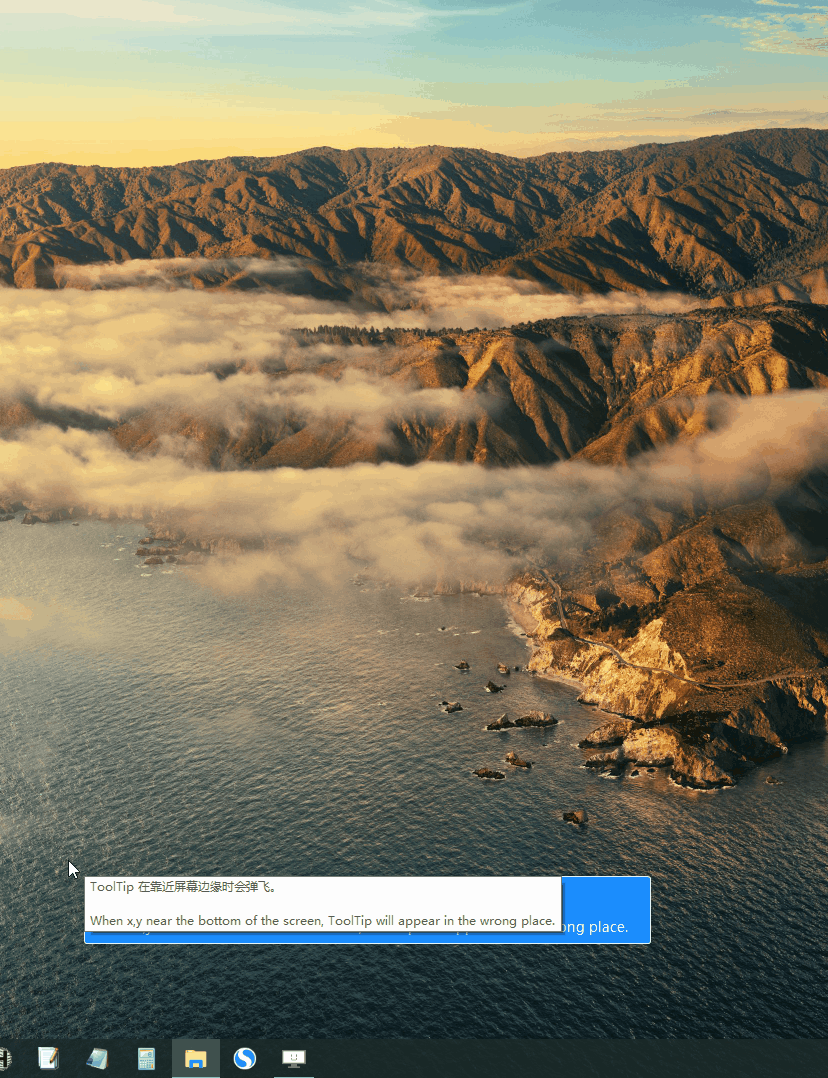 ToolTip 在靠近屏幕边缘时会弹飞。
When x,y near the bottom of the screen, ToolTip will appear in the wrong place.
ong place.